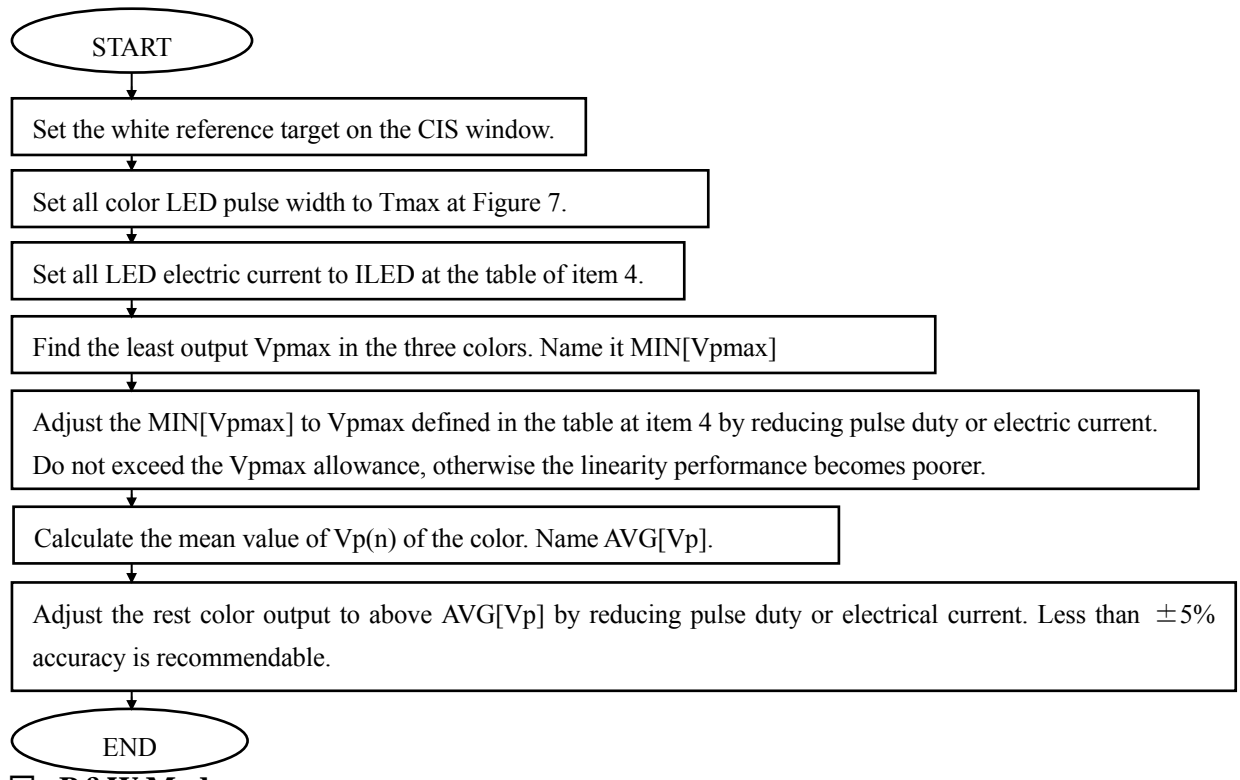 START
Set the white reference target on the CIS window.
Set all color LED pulse width to Tmax at Figure 7.
Set all LED electric current to ILED at the table of item 4.
Find the least output Vpmax in the three colors. Name it MIN[Vpmax]
Adjust the MIN[Vpmax] to Vpmax defined in the table at item 4 by reducing pulse duty or electric current.
Do not exceed the Vpmax allowance, otherwise the linearity performance becomes poorer.
Calculate the mean value of Vp(n) of the color. Name AVG[Vp].
Adjust the rest color output to above AVG[Vp] by reducing pulse duty or electrical current. Less than ±5%
accuracy is recommendable.
END